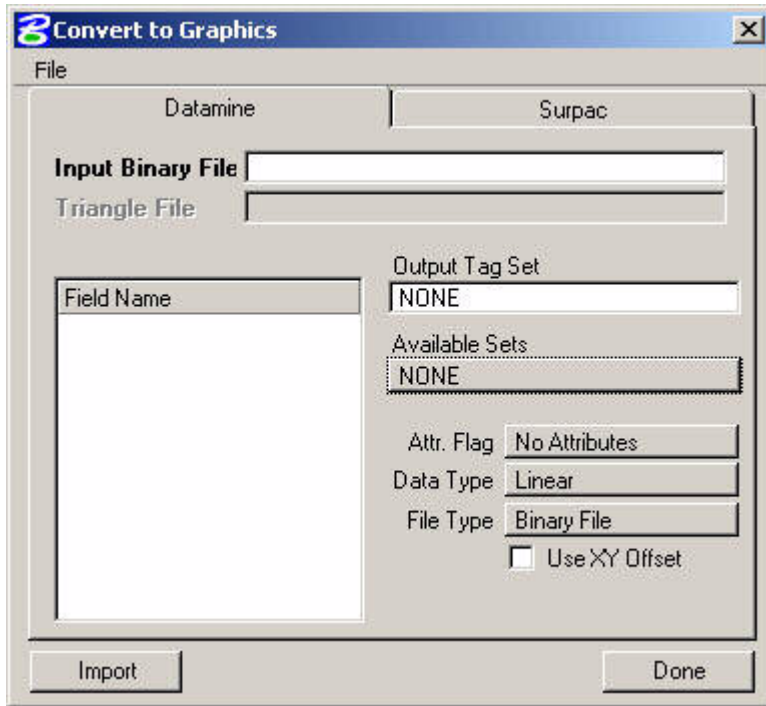 Convert to Graphics
File
Datamine
Surpac
Input Binary File
Triangle File
Field Name
Output Tag Set
NONE
Available Sets
NONE
Attr. Flag No Attributes
Data Type Linear
File Type Binary File
Use XY Offset
Import
Done